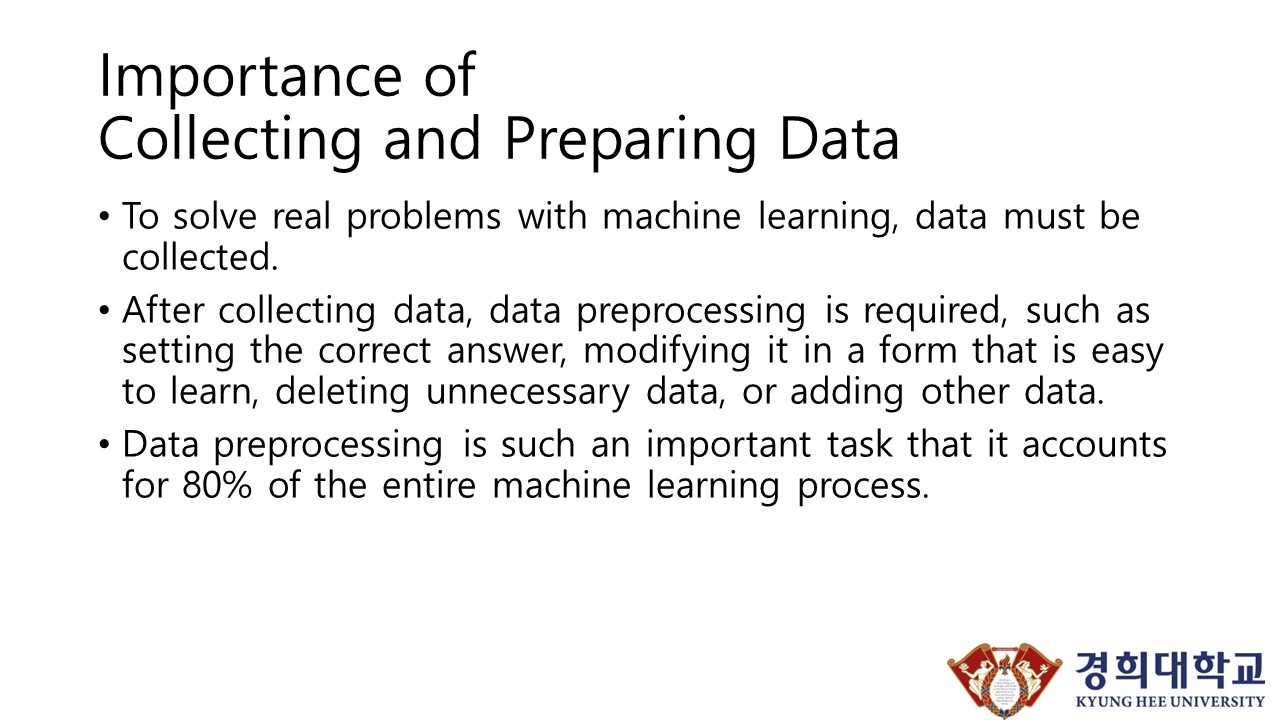 Importance of
Collecting and Preparing Data
• To solve real problems with machine learning, data must be
collected.
• After collecting data, data preprocessing is required, such as
setting the correct answer, modifying it in a form that is easy
to learn, deleting unnecessary data, or adding other data.
• Data preprocessing is such an important task that it accounts
for 80% of the entire machine learning process.
경희대학교
KYUNG HEE UNIVERSITY